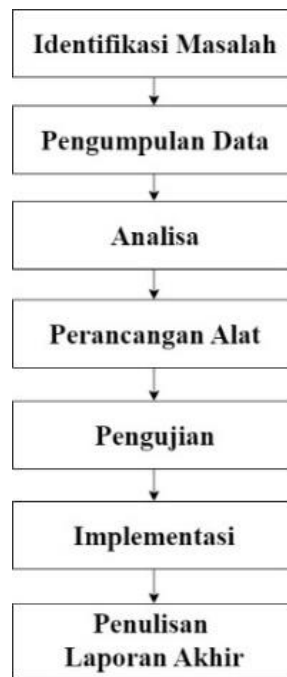 Identifikasi Masalah
Pengumpulan Data
Analisa
Perancangan Alat
Pengujian
Implementasi
Penulisan
Laporan Akhir